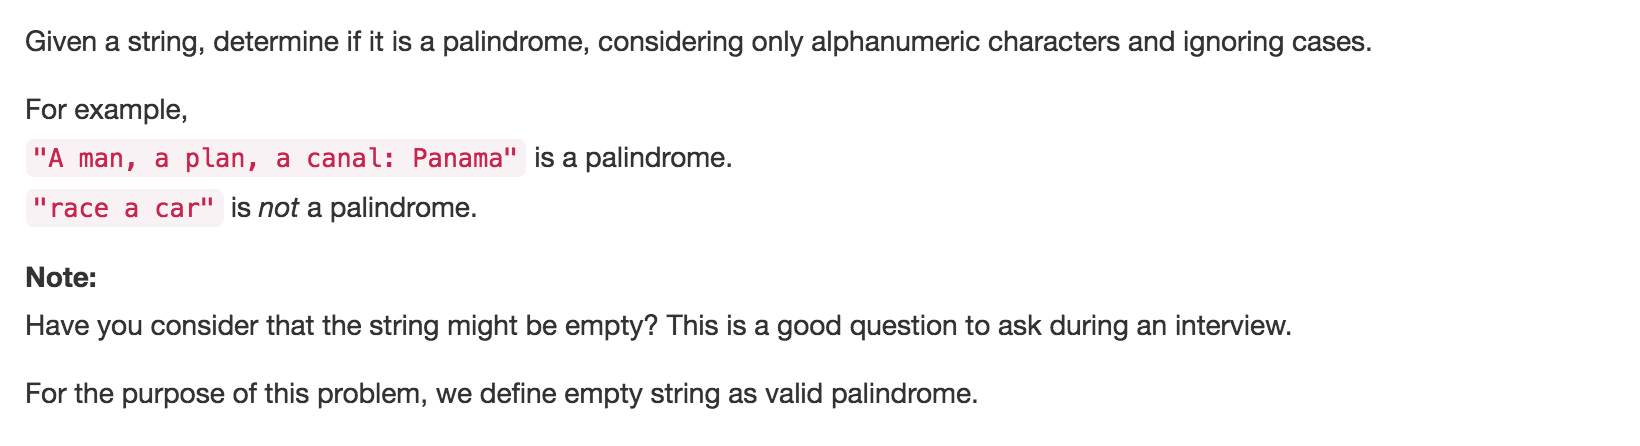 Given a string, determine if it is a palindrome, considering only alphanumeric characters and ignoring cases.
For example,
"A man, a plan, a canal: Panama" is a palindrome.
"race a car" is not a palindrome.
Note:
Have you consider that the string might be empty? This is a good question to ask during an interview.
For the purpose of this problem, we define empty string as valid palindrome.